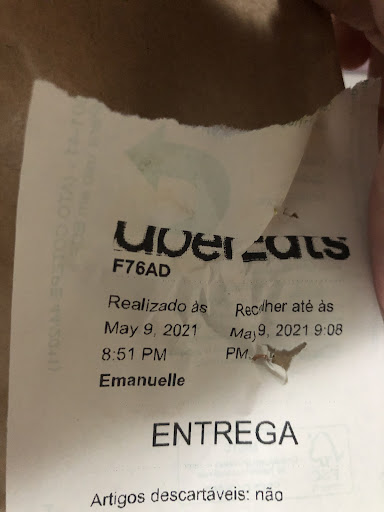 uber Eats
F76AD
Realizado às
May 9, 2021
8:51 PM
Recolher até às
May 9, 2021 9:08
PM
Emanuelle
ENTREGA
Artigos descartáveis: não